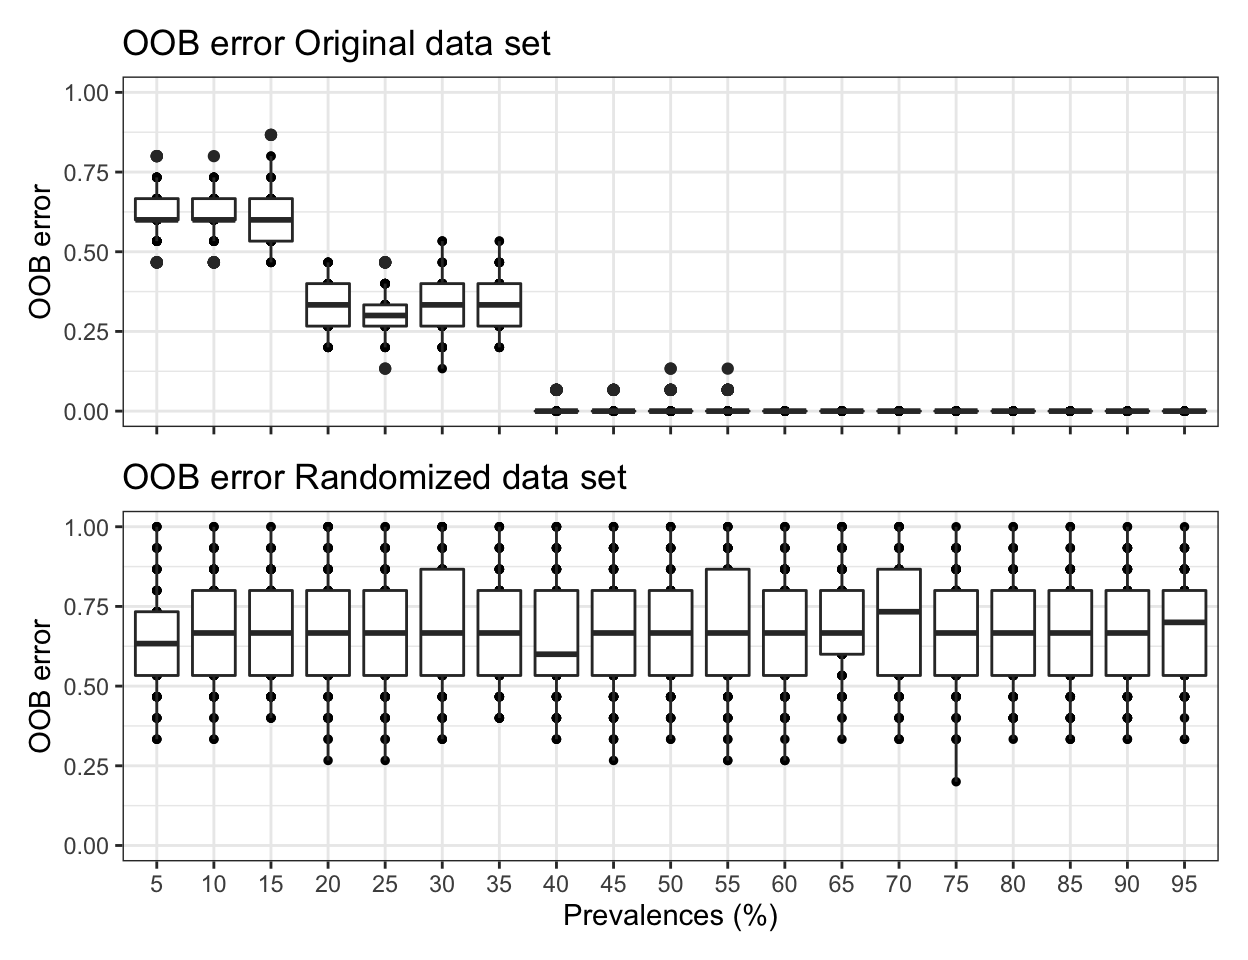 OOB error Original data set
1.00
0.75
0.50
0.25
0.00
OOB error
OOB error Randomized data set
1.00
0.75
0.50
0.25
0.00
OOB error
5 10 15 20 25 30 35 40 45 50 55 60 65 70 75 80 85 90 95
Prevalences (%)